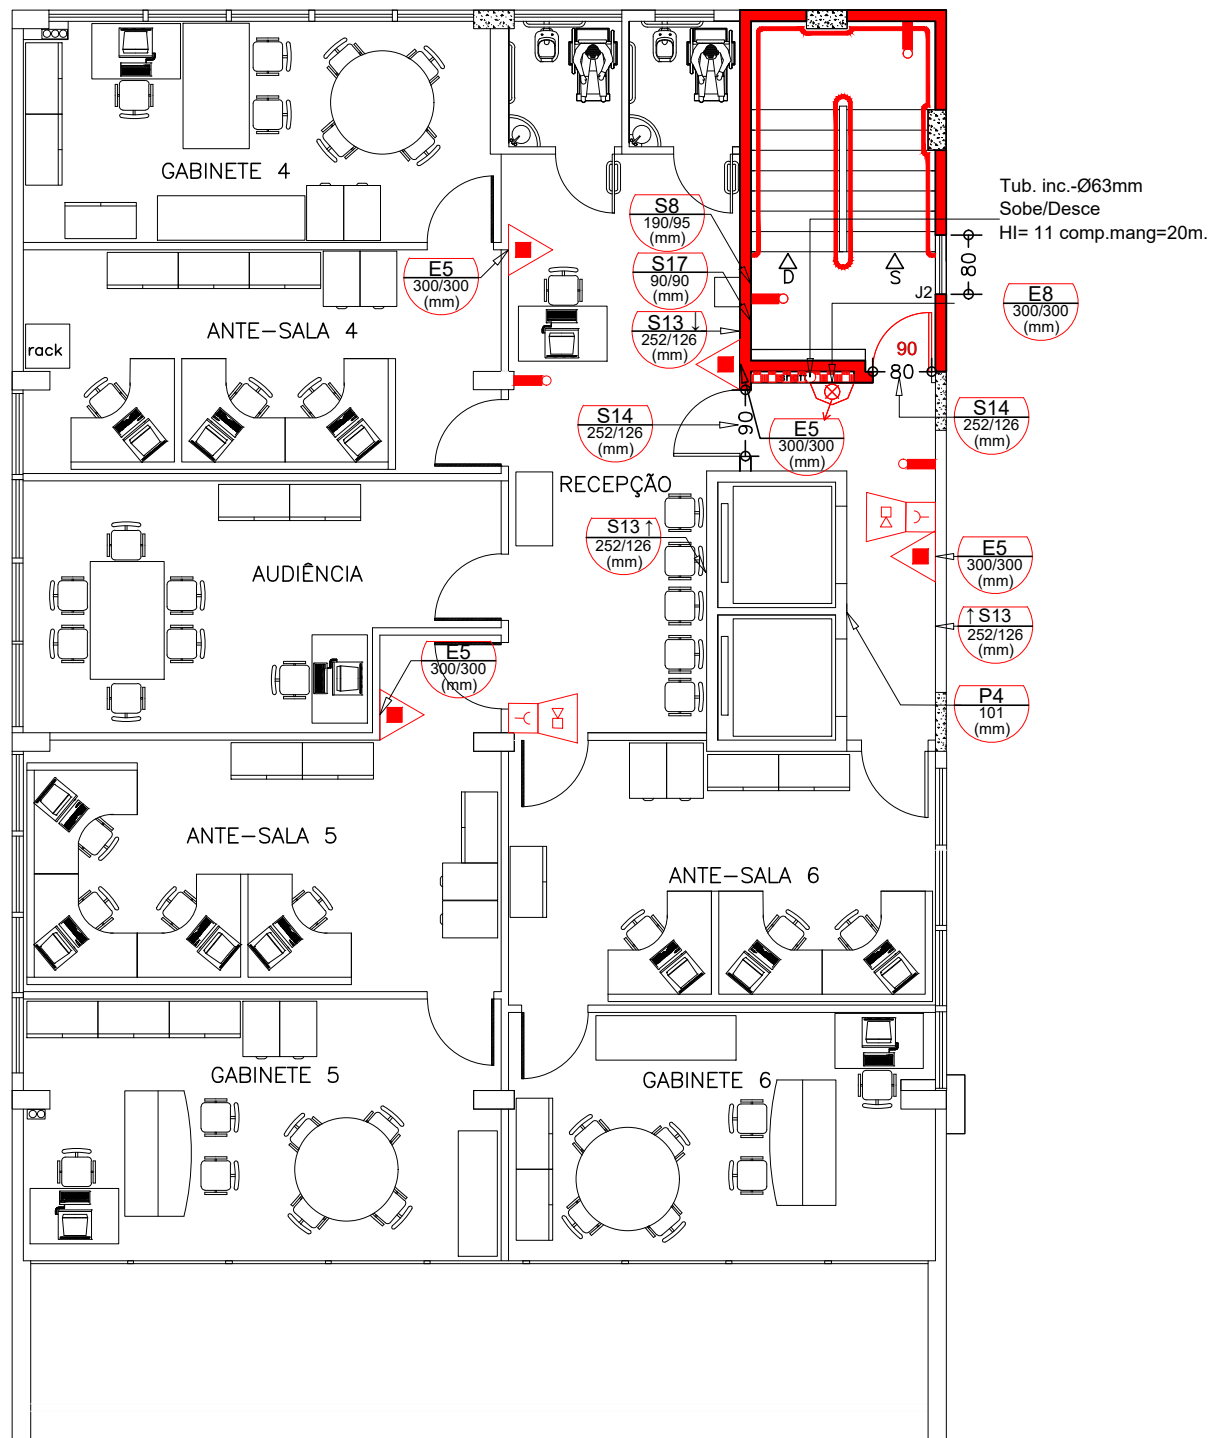 GABINETE 4
Tub. inc.-Ø63mm
Sobe/Desce
HI= 11 comp.mang=20m.
S8
190/95
(mm)
S17
90/90
(mm)
S13 ↓
252/126
(mm)
E5
300/300
(mm)
D
S
80
J2
E8
300/300
(mm)
ANTE-SALA 4
rack
90
80
S14
252/126
(mm)
90
E5
300/300
(mm)
S14
252/126
(mm)
RECEPÇÃO
S13 ↑
252/126
(mm)
E5
300/300
(mm)
AUDIÊNCIA
↑S13
252/126
(mm)
E5
300/300
(mm)
P4
101
(mm)
ANTE-SALA 5
ANTE-SALA 6
GABINETE 5
GABINETE 6